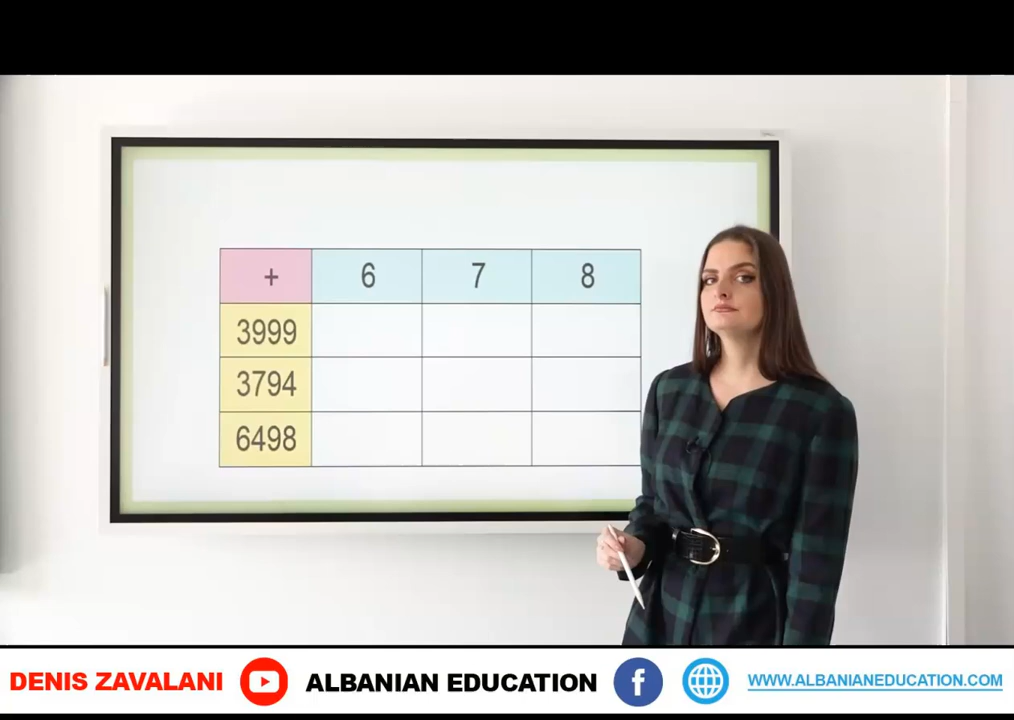 + 6 7 8
3999
3794
6498
DENIS ZAVALANI ALBANIAN EDUCATION f WWW.ALBANIANEDUCATION.COM